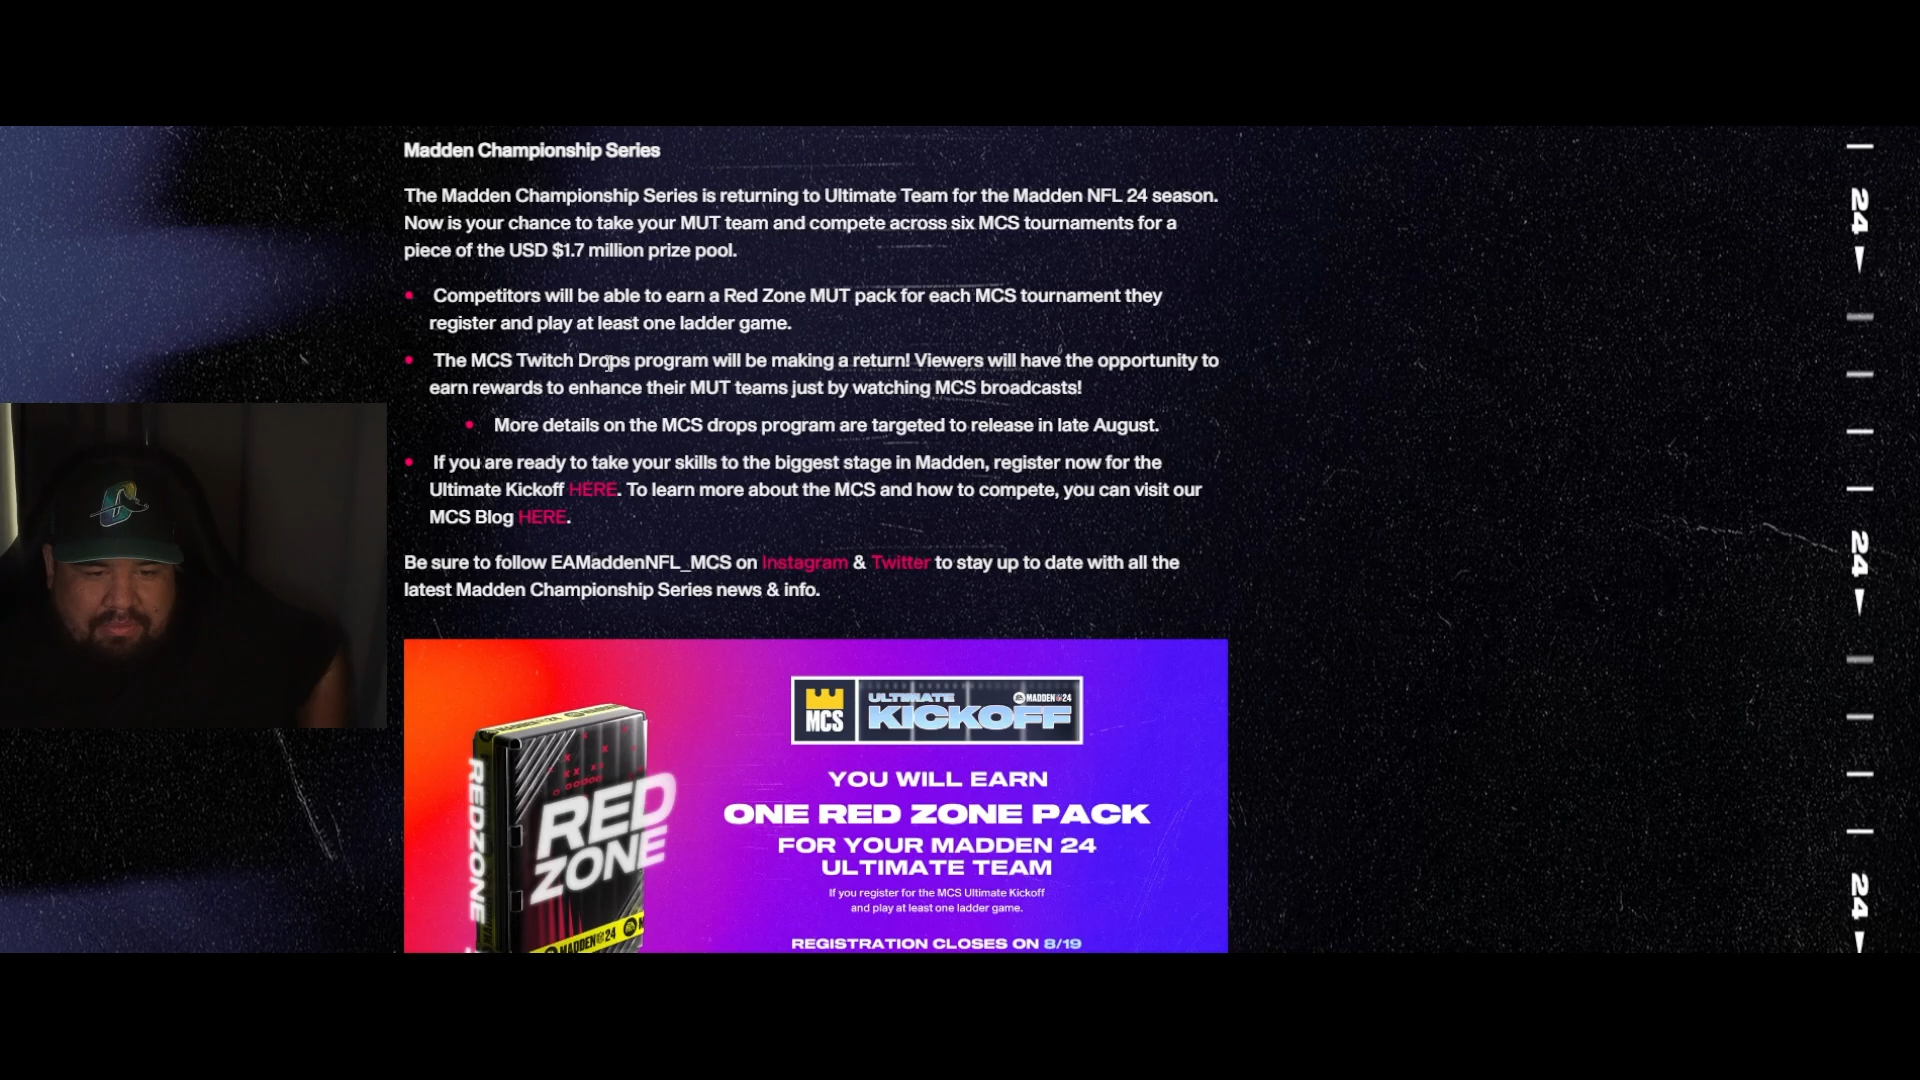 Madden Championship Series
The Madden Championship Series is returning to Ultimate Team for the Madden NFL 24 season.
Now is your chance to take your MUT team and compete across six MCS tournaments for a
piece of the USD $1.7 million prize pool.
Competitors will be able to earn a Red Zone MUT pack for each MCS tournament they
register and play at least one ladder game.
The MCS Twitch Drops program will be making a return! Viewers will have the opportunity to
earn rewards to enhance their MUT teams just by watching MCS broadcasts!
More details on the MCS drops program are targeted to release in late August.
If you are ready to take your skills to the biggest stage in Madden, register now for the
Ultimate Kickoff HERE. To learn more about the MCS and how to compete, you can visit our
MCS Blog HERE.
Be sure to follow EAMaddenNFL_MCS on Instagram & Twitter to stay up to date with all the
latest Madden Championship Series news & info.
MCS
ULTIMATE
MADDEN 24
KICKOFF
YOU WILL EARN
ONE RED ZONE PACK
FOR YOUR MADDEN 24
ULTIMATE TEAM
If you register for the MCS Ultimate Kickoff
and play at least one ladder game.
REGISTRATION CLOSES ON 8/19
REDZONE
RED
ZONE
MADDEN 24
24
24
24